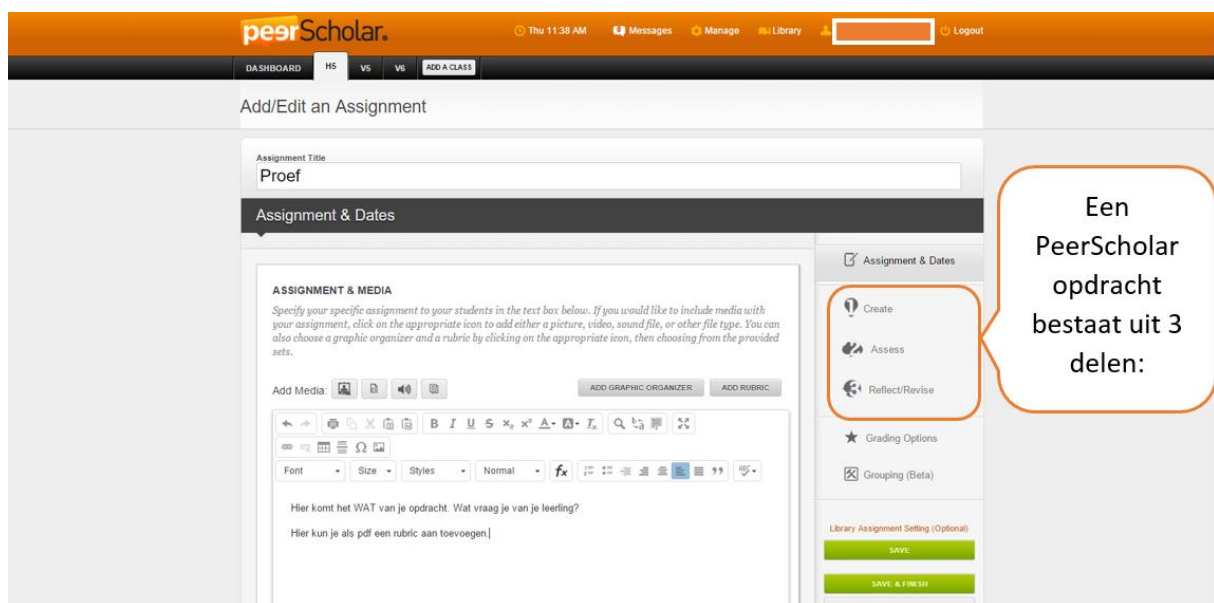 peerScholar.
Thu 11:38 AM
Messages
Manage
Library
Logout
DASHBOARD
H5
V5
V6
ADD A CLASS
Add/Edit an Assignment
Assignment Title
Proef
Assignment & Dates
ASSIGNMENT & MEDIA
Specify your specific assignment to your students in the text box below. If you would like to include media with
your assignment, click on the appropriate icon to add either a picture, video, sound file, or other file type. You can
also choose a graphic organizer and a rubric by clicking on the appropriate icon, then choosing from the provided
sets.
Add Media:
ADD GRAPHIC ORGANIZER
ADD RUBRIC
Font
Size
Styles
Normal
Hier komt het WAT van je opdracht. Wat vraag je van je leerling?
Hier kun je als pdf een rubric aan toevoegen.
Assignment & Dates
Create
Assess
Reflect/Revise
Grading Options
Grouping (Beta)
Library Assignment Setting (Optional)
SAVE
SAVE & FINISH
Een
PeerScholar
opdracht
bestaat uit 3
delen: